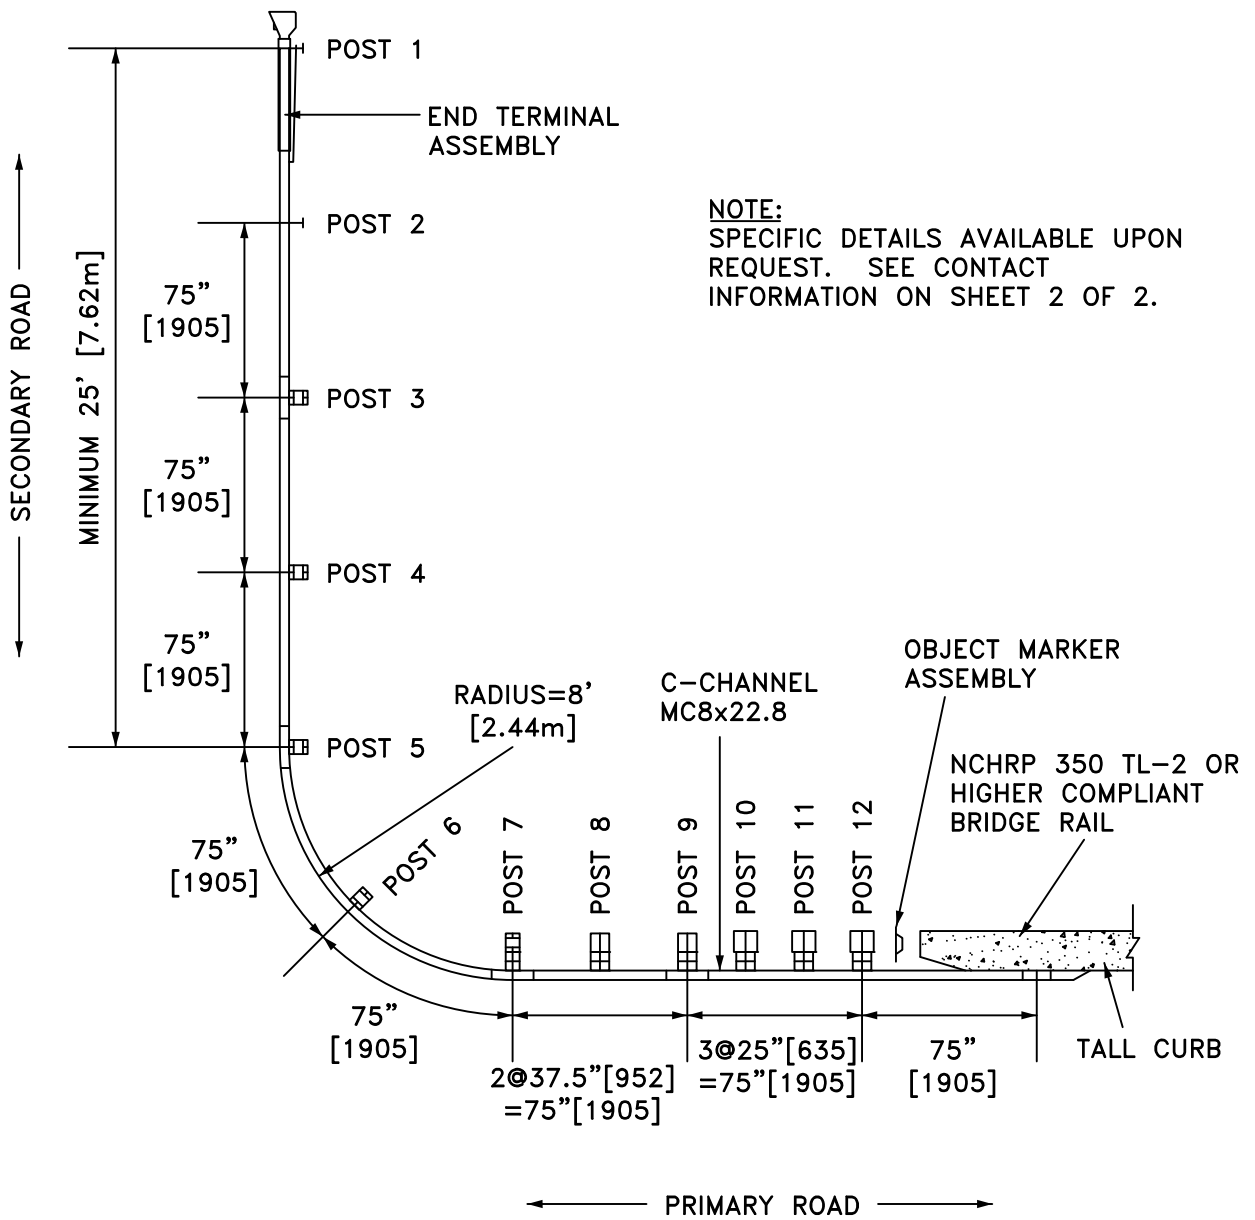 POST 1
END TERMINAL
ASSEMBLY
POST 2
NOTE:
SPECIFIC DETAILS AVAILABLE UPON
REQUEST. SEE CONTACT
INFORMATION ON SHEET 2 OF 2.
SECONDARY ROAD
MINIMUM 25' [7.62m]
75"
[1905]
POST 3
75"
[1905]
POST 4
75"
[1905]
POST 5
RADIUS=8'
[2.44m]
C-CHANNEL
MC8x22.8
OBJECT MARKER
ASSEMBLY
NCHRP 350 TL-2 OR
HIGHER COMPLIANT
BRIDGE RAIL
75"
[1905]
POST 6
POST 7
POST 8
POST 9
POST 10
POST 11
POST 12
75"
[1905]
2@37.5"[952]
=75"[1905]
3@25"[635]
=75"[1905]
75"
[1905]
TALL CURB
PRIMARY ROAD